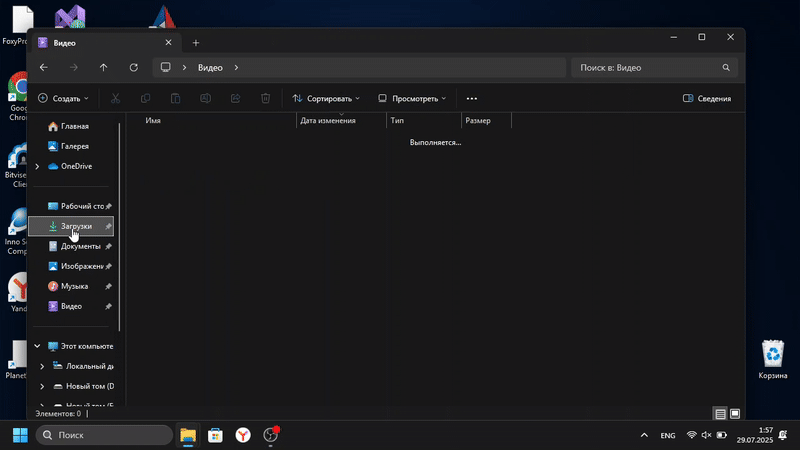 FoxyPro
Видео
Видео
Поиск в: Видео
Создать
Сортировать
Просмотреть
Сведения
Имя
Дата изменения
Тип
Размер
Выполняется...
Главная
Галерея
OneDrive
Рабочий сто
Загрузки
Документы
Изображени
Музыка
Видео
Этот компьюте
Локальный ди
Новый том (D
Элементов: 0
Goog
Chro
Bitvise
Clie
Inno S
Comp
Yand
Planet
Корзина
Поиск
ENG
1:57
29.07.2025